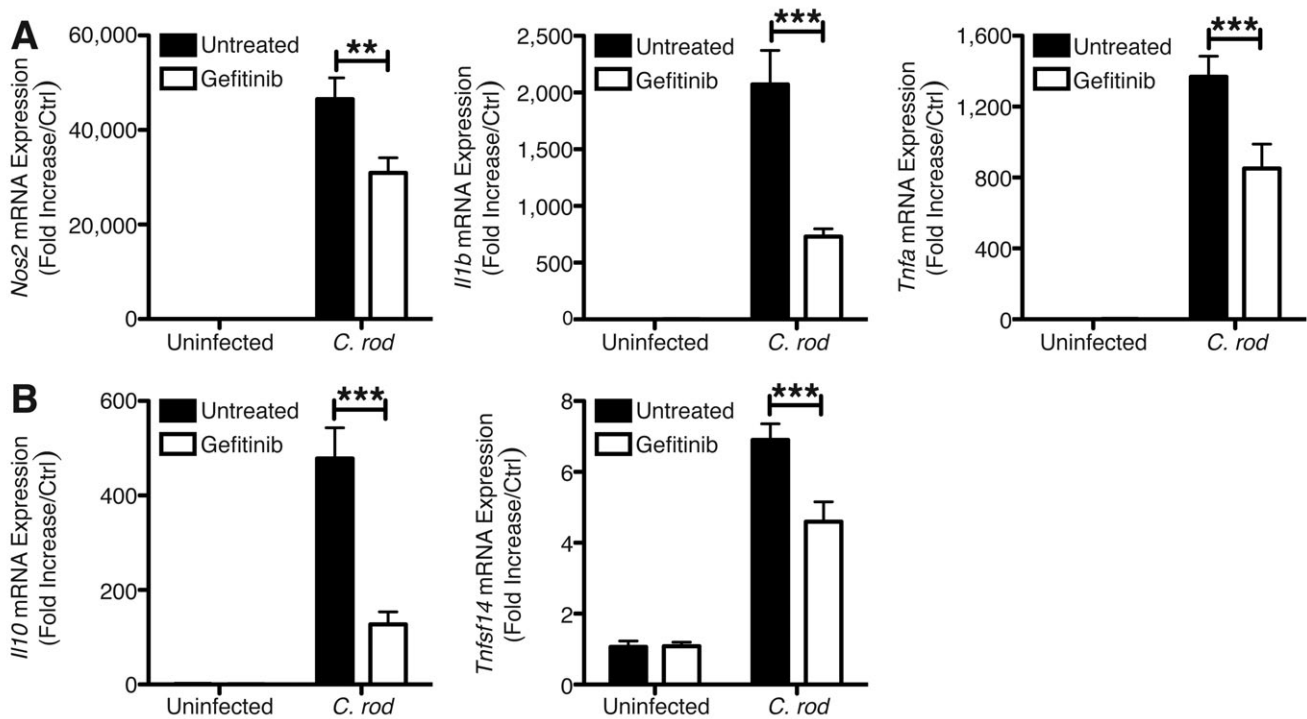 A
Nos2 mRNA Expression
(Fold Increase/Ctrl)
60,000
40,000
20,000
0
Untreated
Gefitinib
**
Uninfected
C. rod
Il1b mRNA Expression
(Fold Increase/Ctrl)
2,500
2,000
1,500
1,000
500
0
Untreated
Gefitinib
***
Uninfected
C. rod
Tnfa mRNA Expression
(Fold Increase/Ctrl)
1,600
1,200
800
400
0
Untreated
Gefitinib
***
Uninfected
C. rod
B
Il10 mRNA Expression
(Fold Increase/Ctrl)
600
400
200
0
Untreated
Gefitinib
***
Uninfected
C. rod
Tnfsf14 mRNA Expression
(Fold Increase/Ctrl)
8
6
4
2
0
Untreated
Gefitinib
***
Uninfected
C. rod